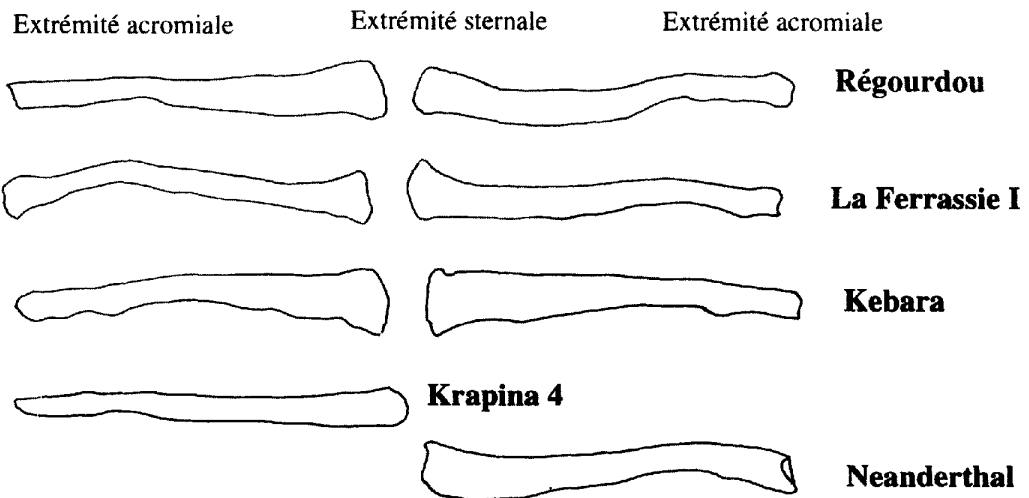 Extrémité acromiale Extrémité sternale Extrémité acromiale
Régourdou
La Ferrassie I
Kebara
Krapina 4
Neanderthal